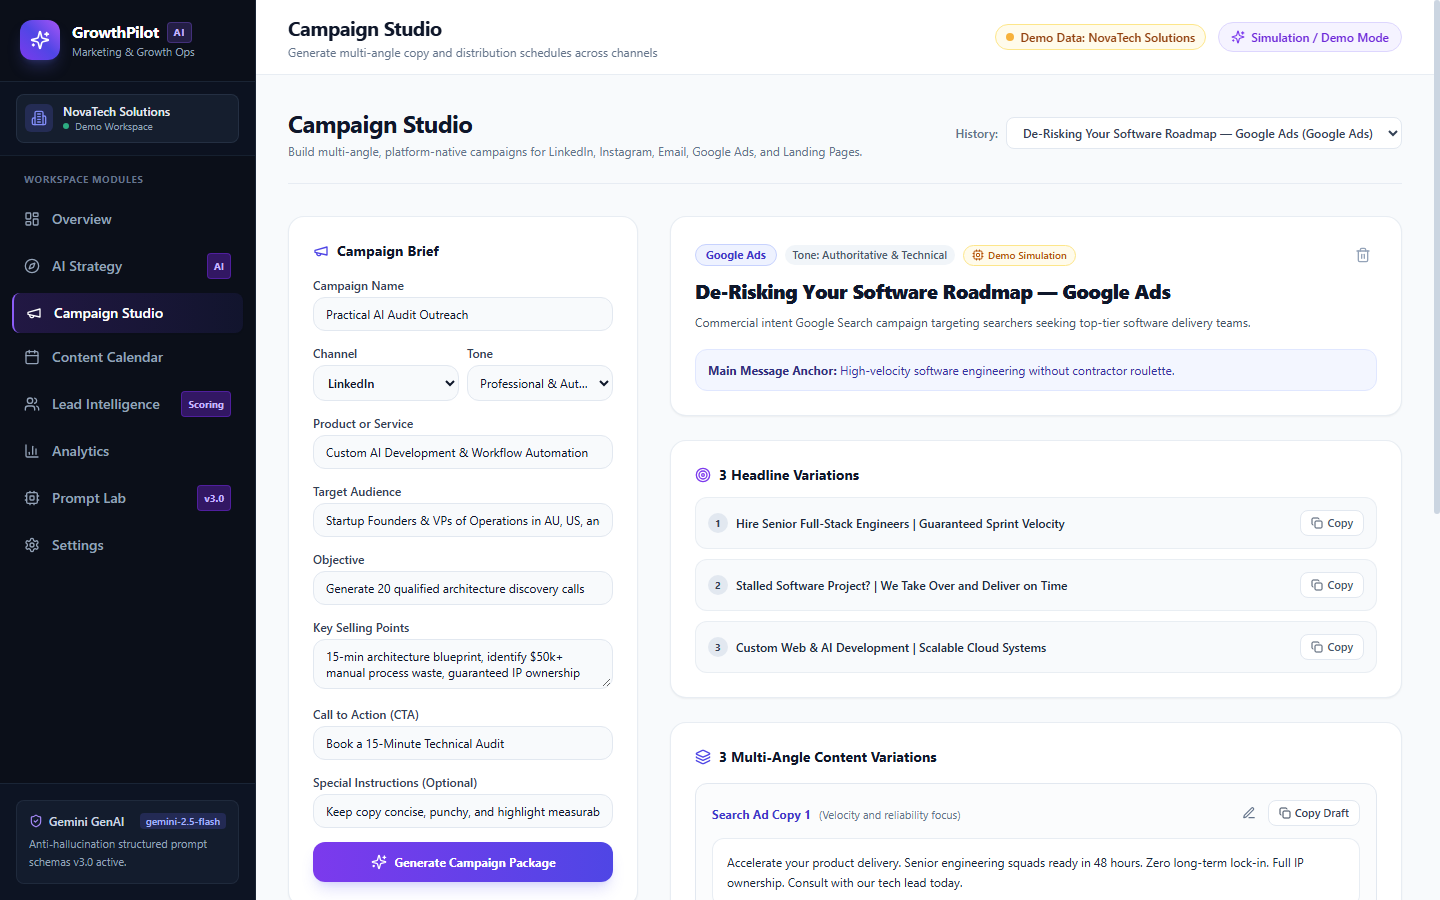 GrowthPilot AI
Marketing & Growth Ops
NovaTech Solutions
Demo Workspace
WORKSPACE MODULES
Overview
AI Strategy AI
Campaign Studio
Content Calendar
Lead Intelligence Scoring
Analytics
Prompt Lab v3.0
Settings
Gemini GenAI gemini-2.5-flash
Anti-hallucination structured prompt
schemas v3.0 active.
Campaign Studio
Generate multi-angle copy and distribution schedules across channels
Demo Data: NovaTech Solutions
Simulation / Demo Mode
Campaign Studio
Build multi-angle, platform-native campaigns for LinkedIn, Instagram, Email, Google Ads, and Landing Pages.
History: De-Risking Your Software Roadmap — Google Ads (Google Ads)
Campaign Brief
Campaign Name
Practical AI Audit Outreach
Channel Tone
LinkedIn Professional & Aut...
Product or Service
Custom AI Development & Workflow Automation
Target Audience
Startup Founders & VPs of Operations in AU, US, an
Objective
Generate 20 qualified architecture discovery calls
Key Selling Points
15-min architecture blueprint, identify $50k+
manual process waste, guaranteed IP ownership
Call to Action (CTA)
Book a 15-Minute Technical Audit
Special Instructions (Optional)
Keep copy concise, punchy, and highlight measurab
Generate Campaign Package
Google Ads Tone: Authoritative & Technical Demo Simulation
De-Risking Your Software Roadmap — Google Ads
Commercial intent Google Search campaign targeting searchers seeking top-tier software delivery teams.
Main Message Anchor: High-velocity software engineering without contractor roulette.
3 Headline Variations
1 Hire Senior Full-Stack Engineers | Guaranteed Sprint Velocity Copy
2 Stalled Software Project? | We Take Over and Deliver on Time Copy
3 Custom Web & AI Development | Scalable Cloud Systems Copy
3 Multi-Angle Content Variations
Search Ad Copy 1 (Velocity and reliability focus) Copy Draft
Accelerate your product delivery. Senior engineering squads ready in 48 hours. Zero long-term lock-in. Full IP
ownership. Consult with our tech lead today.